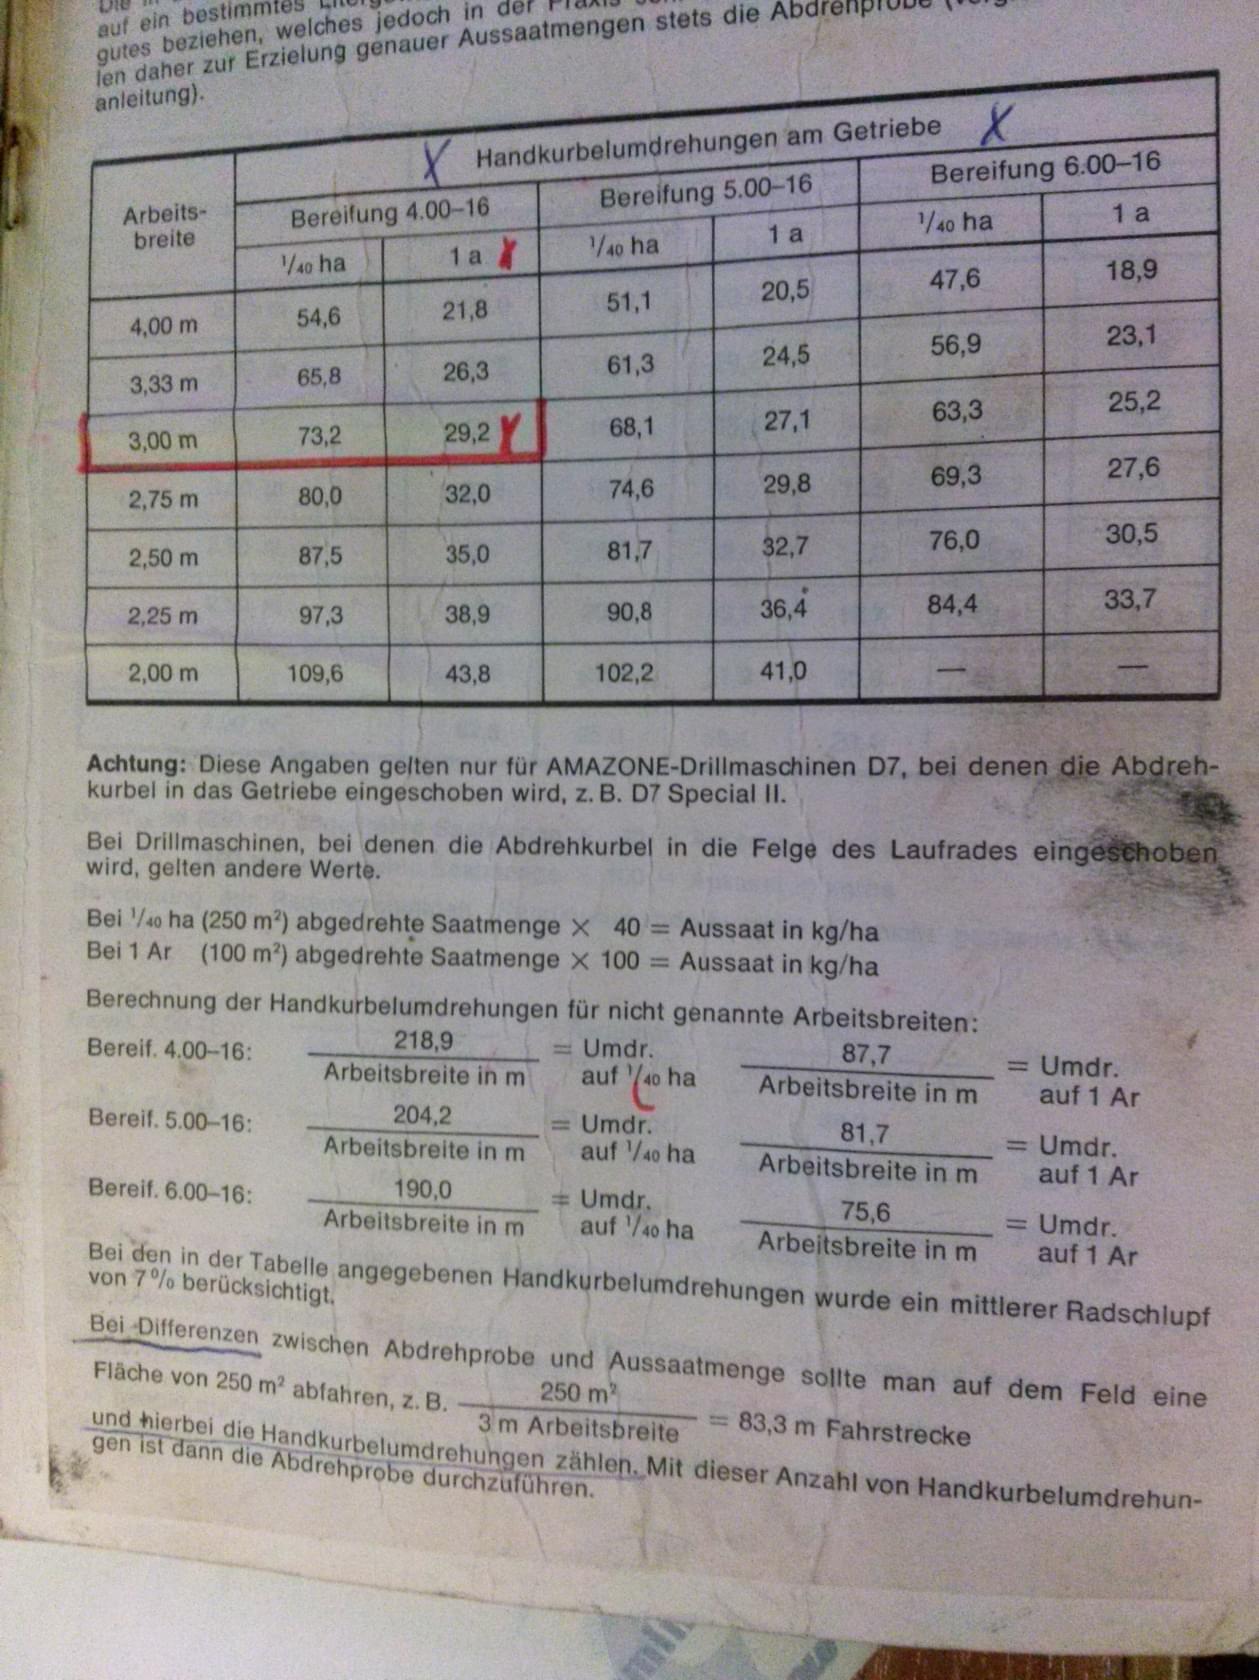 auf ein bestimmtes
gutes beziehen, welches jedoch in der Praxis
len daher zur Erzielung genauer Aussaatmengen stets die Abdrehprobe
anleitung).
X Handkurbelumdrehungen am Getriebe X
Arbeits-
breite
Bereifung 4.00–16 Bereifung 5.00–16 Bereifung 6.00–16
1/40 ha 1 a X 1/40 ha 1 a 1/40 ha 1 a
4,00 m 54,6 21,8 51,1 20,5 47,6 18,9
3,33 m 65,8 26,3 61,3 24,5 56,9 23,1
3,00 m 73,2 29,2 X 68,1 27,1 63,3 25,2
2,75 m 80,0 32,0 74,6 29,8 69,3 27,6
2,50 m 87,5 35,0 81,7 32,7 76,0 30,5
2,25 m 97,3 38,9 90,8 36,4 84,4 33,7
2,00 m 109,6 43,8 102,2 41,0 — —
Achtung: Diese Angaben gelten nur für AMAZONE-Drillmaschinen D7, bei denen die Abdreh-
kurbel in das Getriebe eingeschoben wird, z. B. D7 Special II.
Bei Drillmaschinen, bei denen die Abdrehkurbel in die Felge des Laufrades eingeschoben
wird, gelten andere Werte.
Bei 1/40 ha (250 m²) abgedrehte Saatmenge × 40 = Aussaat in kg/ha
Bei 1 Ar (100 m²) abgedrehte Saatmenge × 100 = Aussaat in kg/ha
Berechnung der Handkurbelumdrehungen für nicht genannte Arbeitsbreiten:
Bereif. 4.00–16: 218,9 / Arbeitsbreite in m = Umdr. auf 1/40 ha 87,7 / Arbeitsbreite in m = Umdr. auf 1 Ar
Bereif. 5.00–16: 204,2 / Arbeitsbreite in m = Umdr. auf 1/40 ha 81,7 / Arbeitsbreite in m = Umdr. auf 1 Ar
Bereif. 6.00–16: 190,0 / Arbeitsbreite in m = Umdr. auf 1/40 ha 75,6 / Arbeitsbreite in m = Umdr. auf 1 Ar
Bei den in der Tabelle angegebenen Handkurbelumdrehungen wurde ein mittlerer Radschlupf
von 7% berücksichtigt.
Bei Differenzen zwischen Abdrehprobe und Aussaatmenge sollte man auf dem Feld eine
Fläche von 250 m² abfahren, z. B. 250 m² / 3 m Arbeitsbreite = 83,3 m Fahrstrecke
und hierbei die Handkurbelumdrehungen zählen. Mit dieser Anzahl von Handkurbelumdrehun-
gen ist dann die Abdrehprobe durchzuführen.